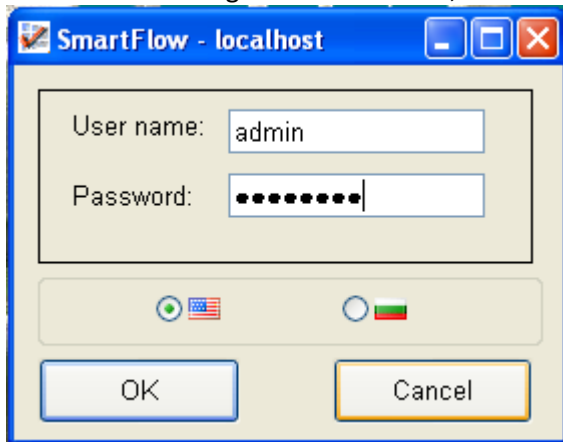 SmartFlow - localhost
User name: admin
Password: ●●●●●●●●
OK Cancel